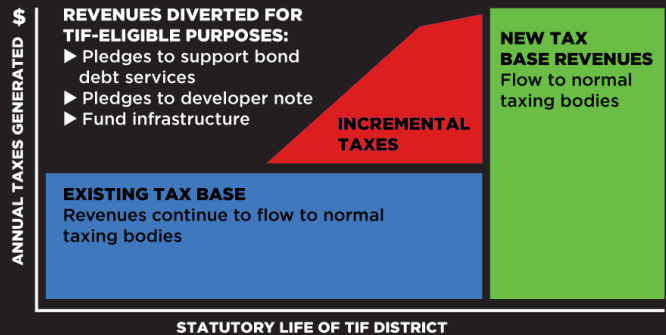 $
ANNUAL TAXES GENERATED
REVENUES DIVERTED FOR
TIF-ELIGIBLE PURPOSES:
▶ Pledges to support bond
debt services
▶ Pledges to developer note
▶ Fund infrastructure
INCREMENTAL
TAXES
NEW TAX
BASE REVENUES
Flow to normal
taxing bodies
EXISTING TAX BASE
Revenues continue to flow to normal
taxing bodies
STATUTORY LIFE OF TIF DISTRICT